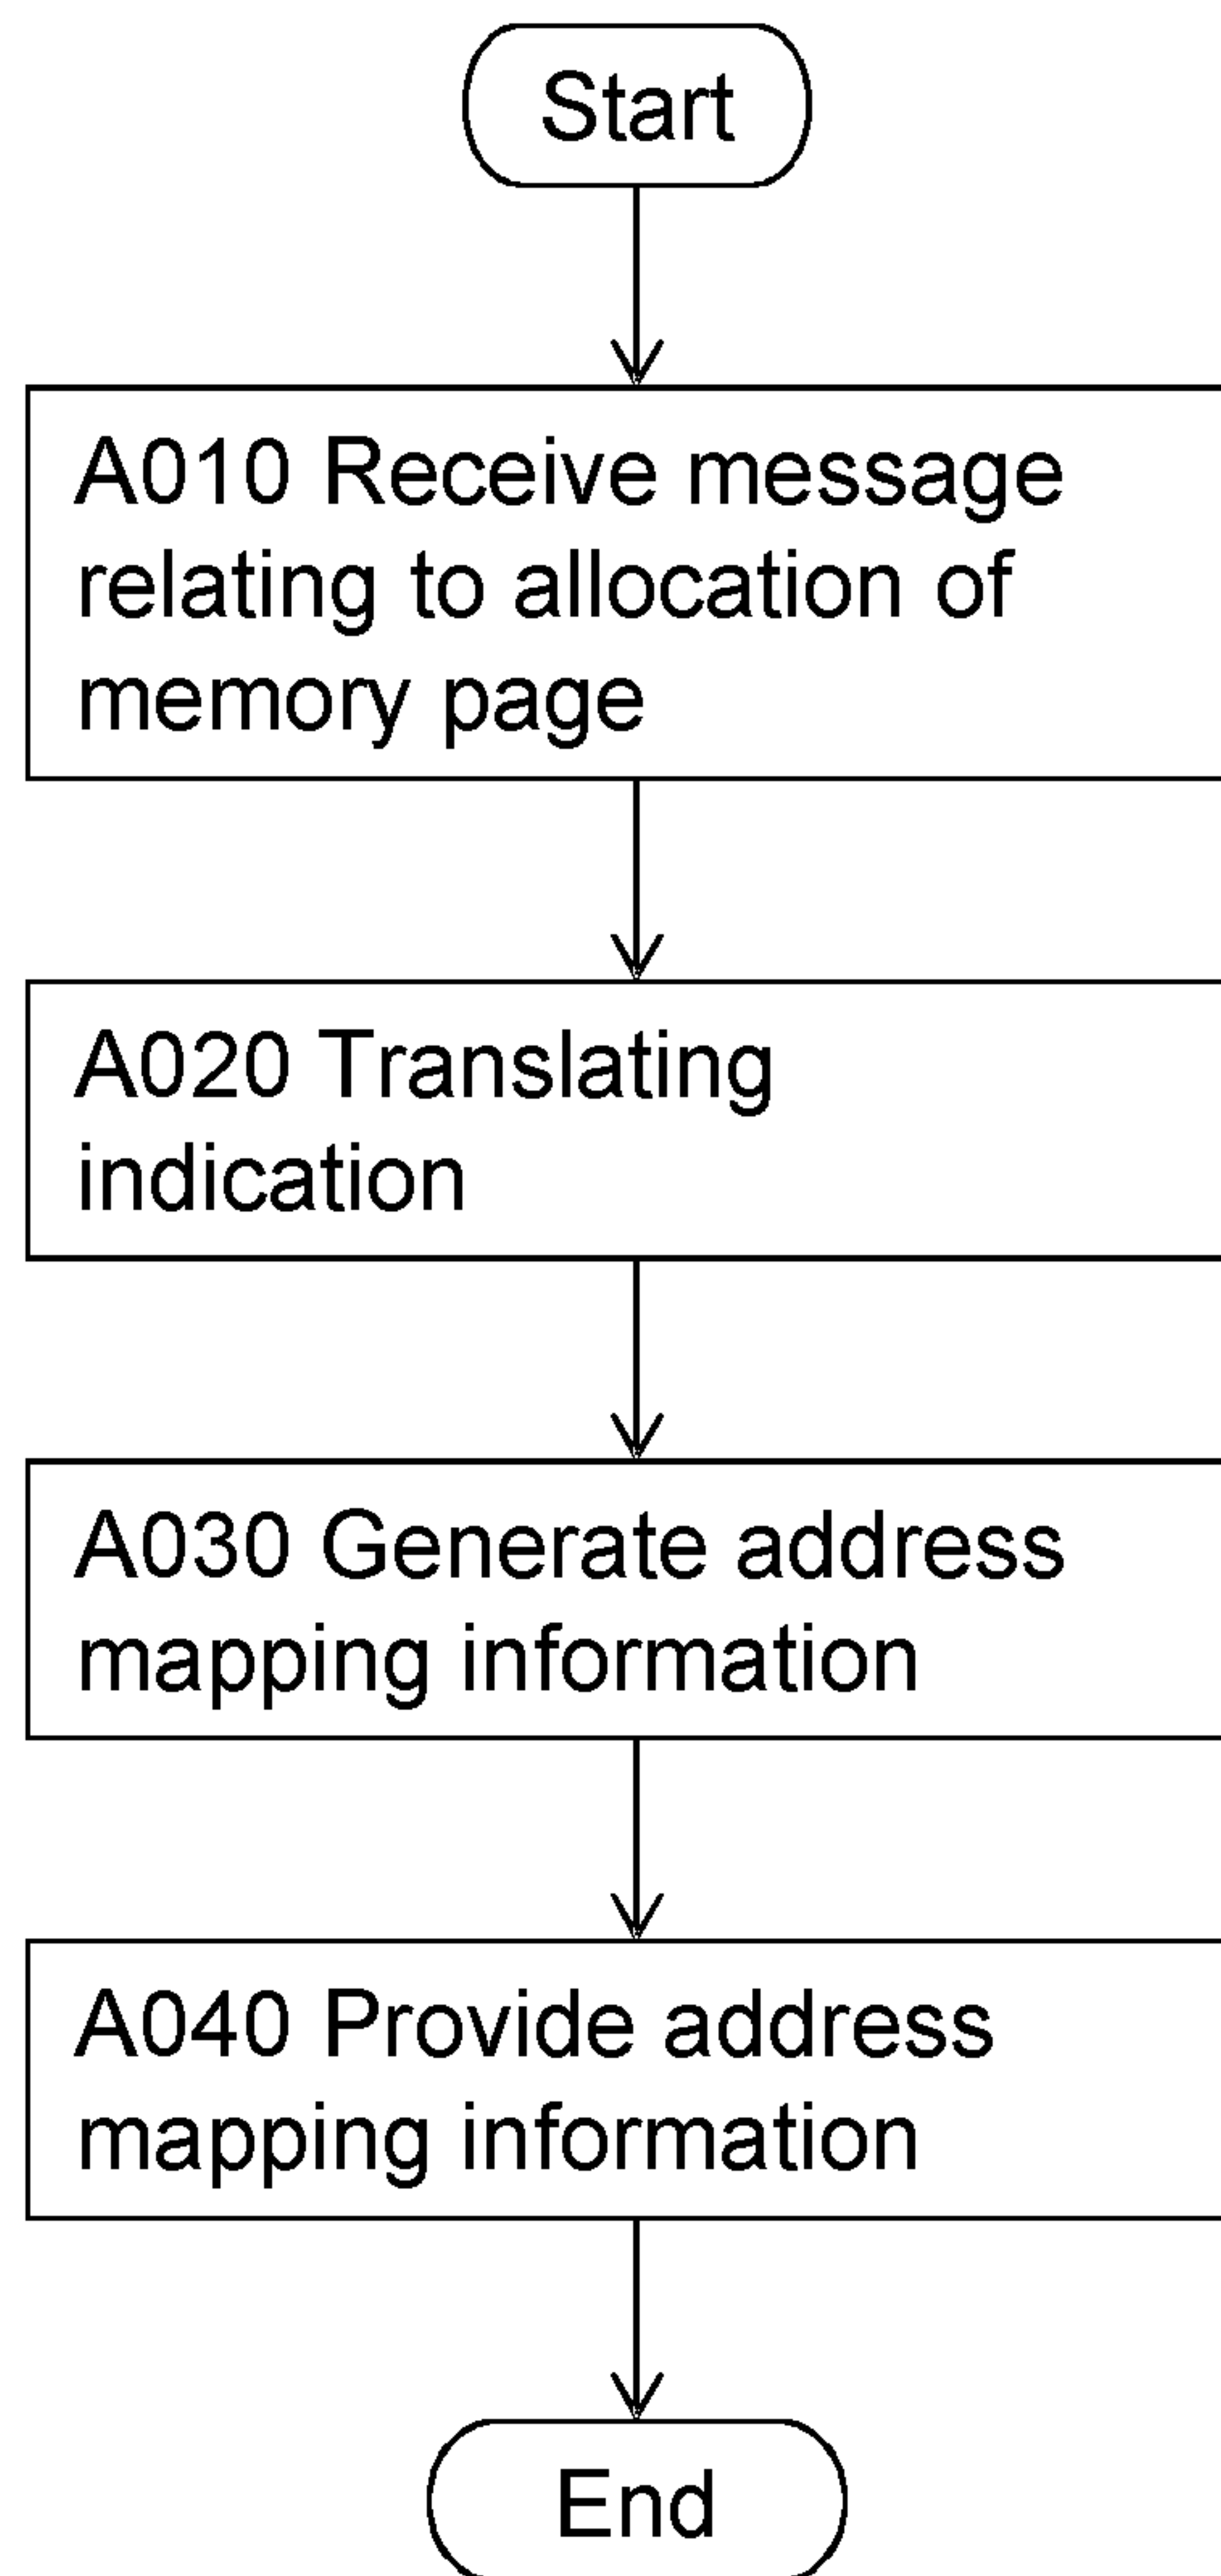 Start
A010 Receive message
relating to allocation of
memory page
A020 Translating
indication
A030 Generate address
mapping information
A040 Provide address
mapping information
End